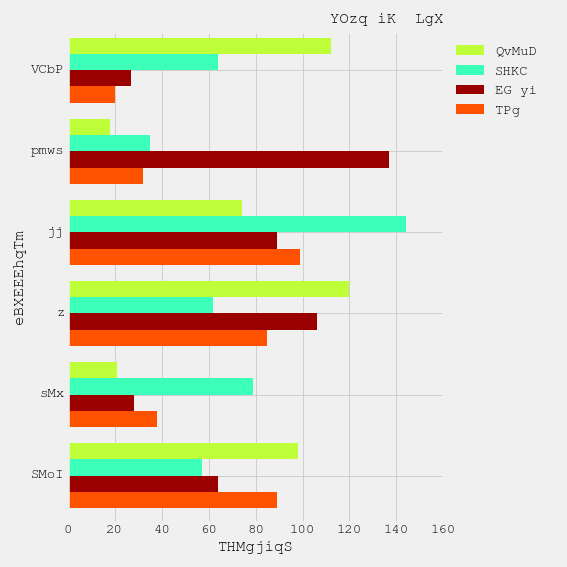 YOzq iK  LgX
QvMuD
SHKC
EG yi
TPg
VCbP
pmws
jj
z
sMx
SMoI
eBXEEEhqTm
0 20 40 60 80 100 120 140 160
THMgjiqS